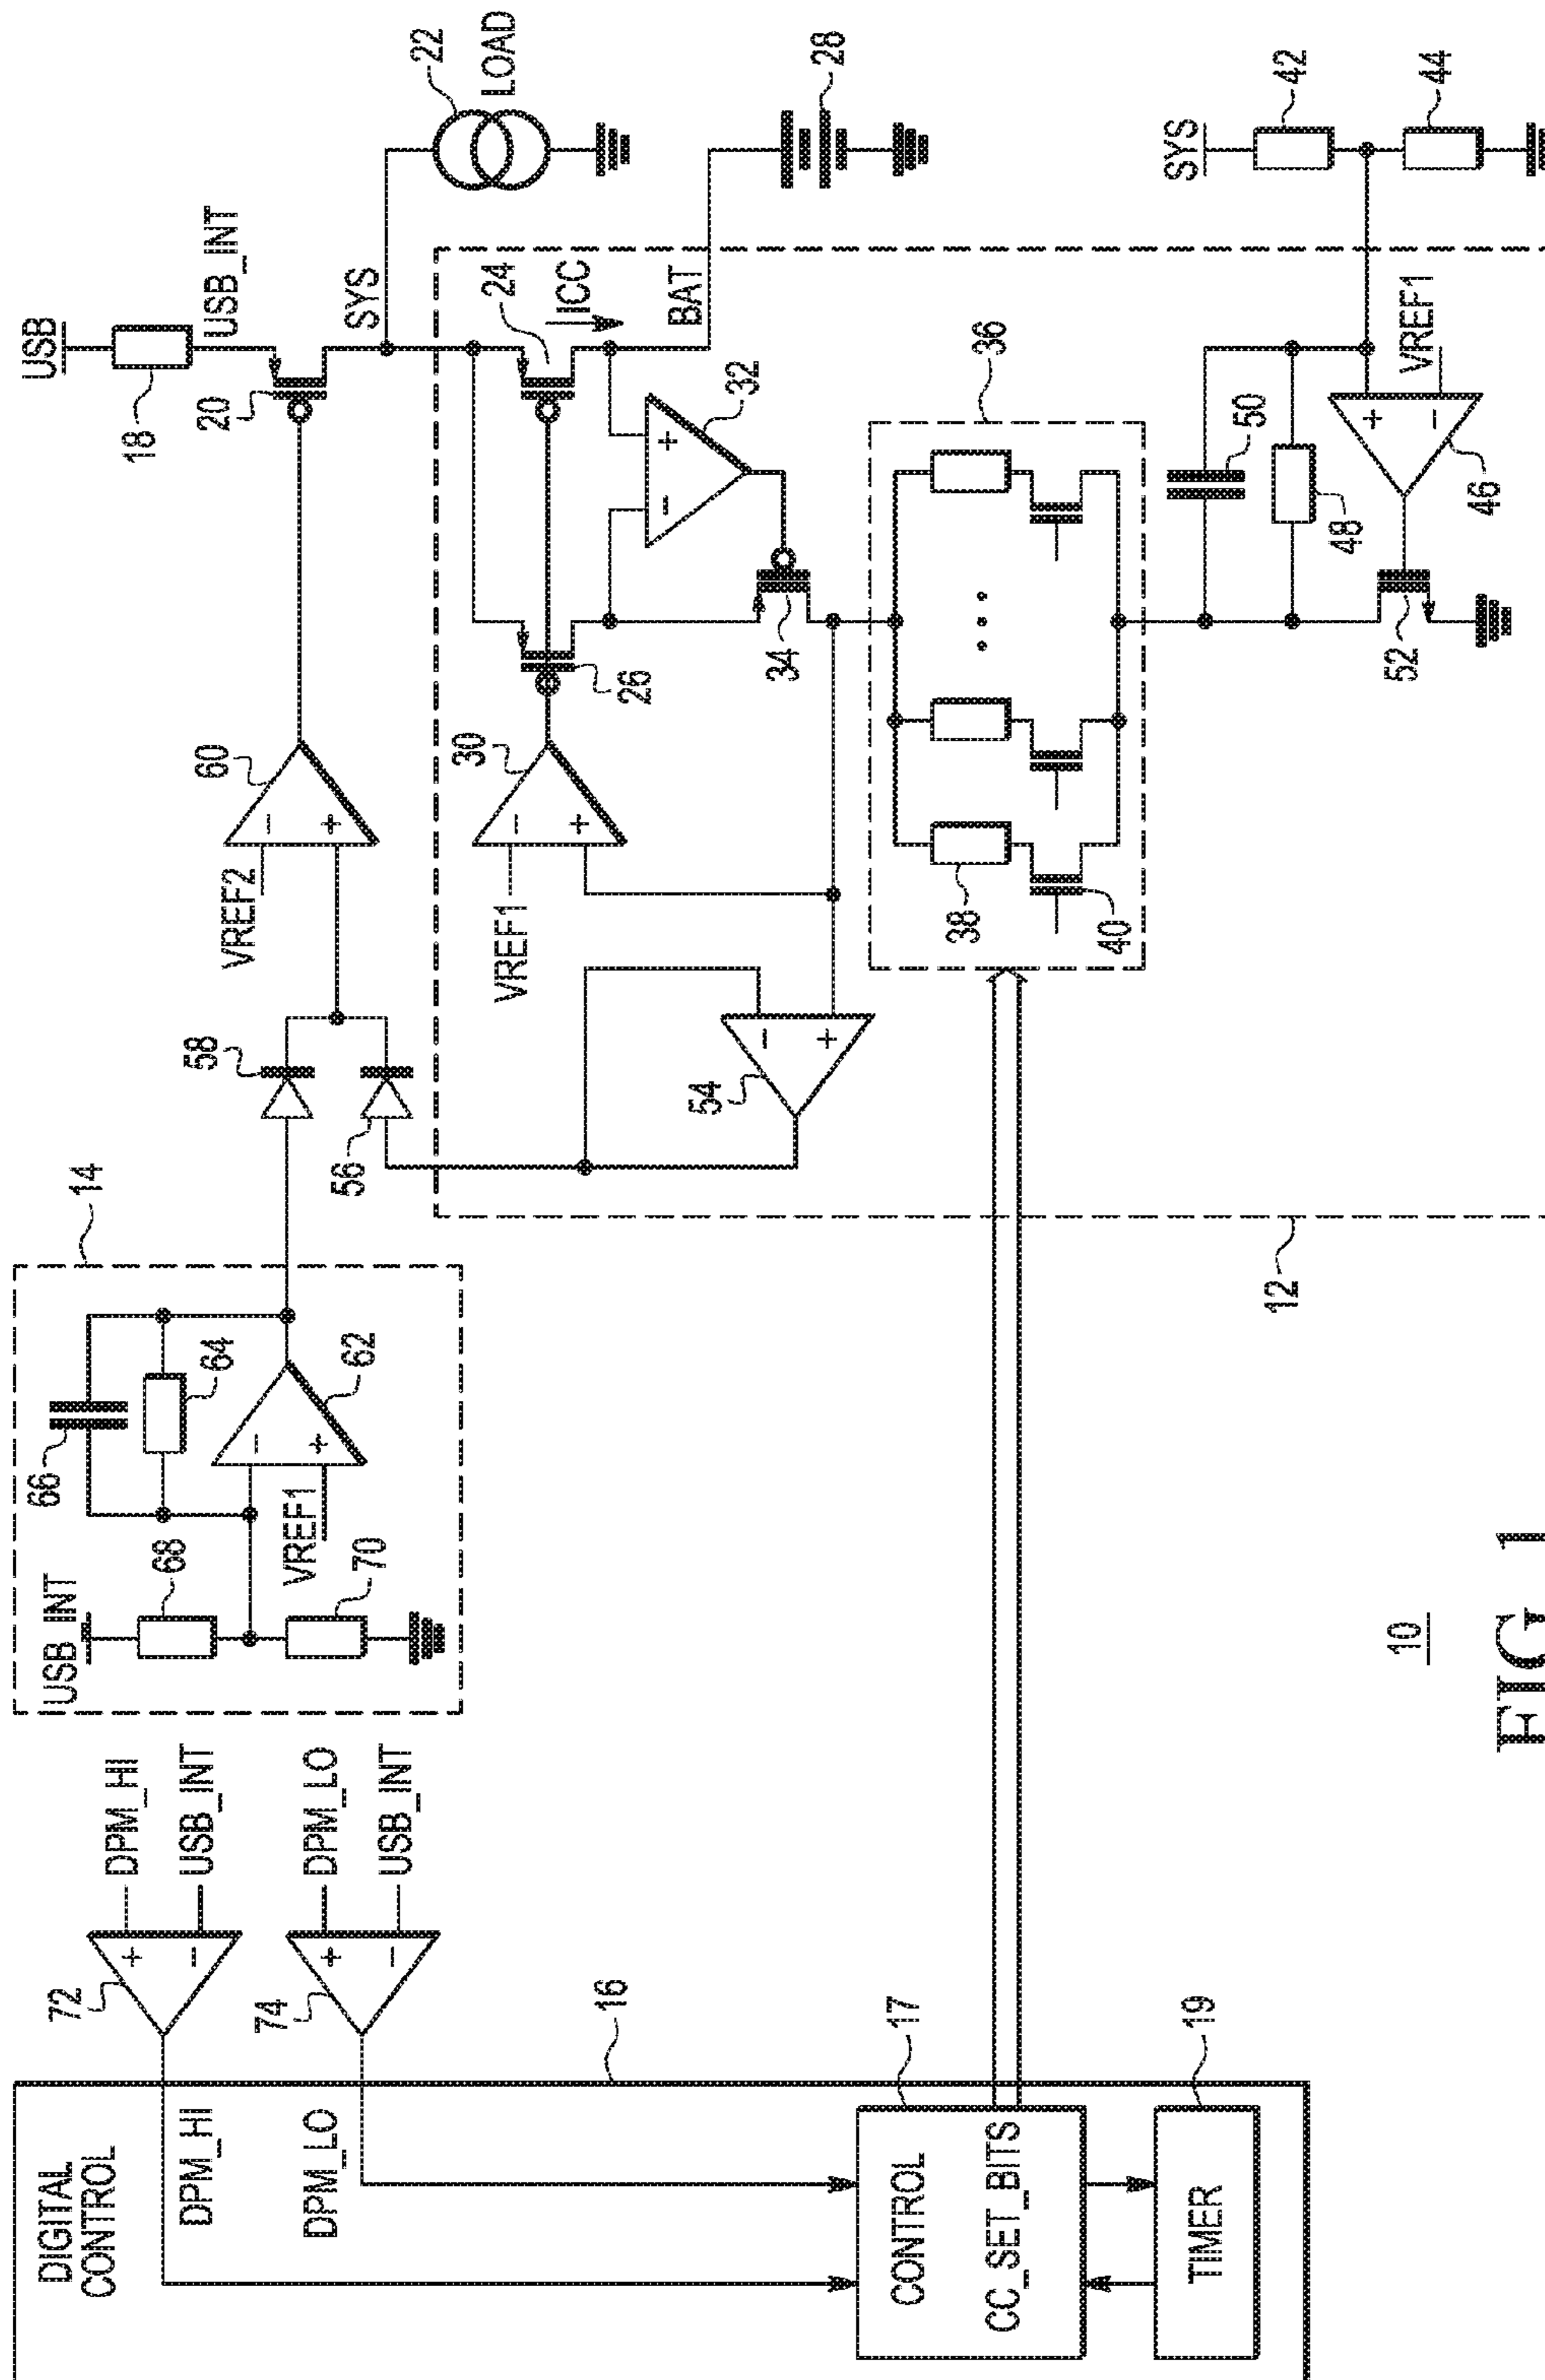 USB
18
USB_INT
20
SYS
22
LOAD
24
ICC
BAT
28
26
32
34
36
38
40
SYS
42
44
50
48
VREF1
+
−
46
52
60
VREF2
−
+
30
VREF1
−
+
−
+
54
−
+
58
56
14
66
64
62
−
+
VREF1
USB_INT
68
70
12
DPM_HI
USB_INT
+
−
72
DPM_LO
USB_INT
+
−
74
16
DIGITAL
CONTROL
DPM_HI
DPM_LO
17
CONTROL
CC_SET_BITS
19
TIMER
10
FIG 1